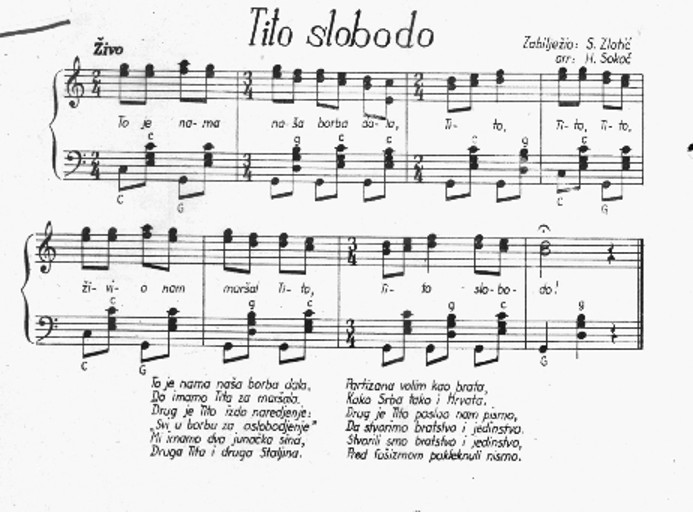 Tito slobodo
Živo
Zabilježio: S. Zlatić
arr: H. Sokač
To je na-ma na-ša borba da-la, Ti- to, Ti-to, Ti-to,
C G c g c c c g c C G
ži-vi-o nam maršal Ti-to, Ti- to slo-bo- do!
C c G c g c g c G g
To je nama naša borba dala,
Da imamo Tita za maršala.
Drug je Tito izdo naredjenje:
„Svi u borbu za oslobodjenje"
Mi imamo dva junačka sina,
Druga Tita i druga Staljina.
Partizana volim kao brata,
Kako Srba tako i Hrvata.
Drug je Tito poslao nam pismo,
Da stvorimo bratstvo i jedinstvo.
Stvorili smo bratstvo i jedinstvo,
Pred fašizmom pokleknuli nismo.